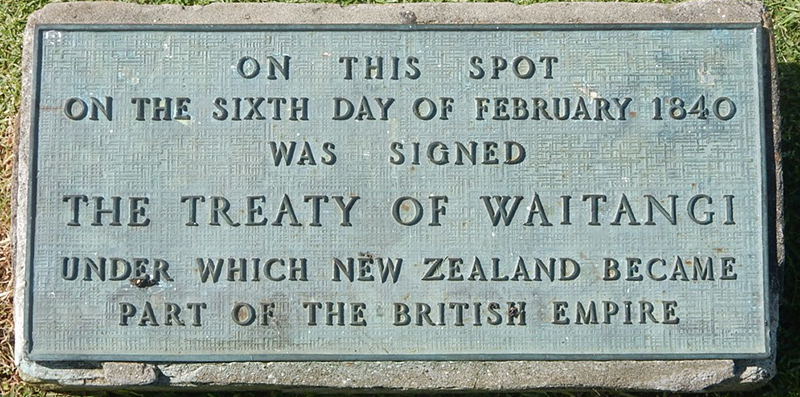 ON THIS SPOT
ON THE SIXTH DAY OF FEBRUARY 1840
WAS SIGNED
THE TREATY OF WAITANGI
UNDER WHICH NEW ZEALAND BECAME
PART OF THE BRITISH EMPIRE